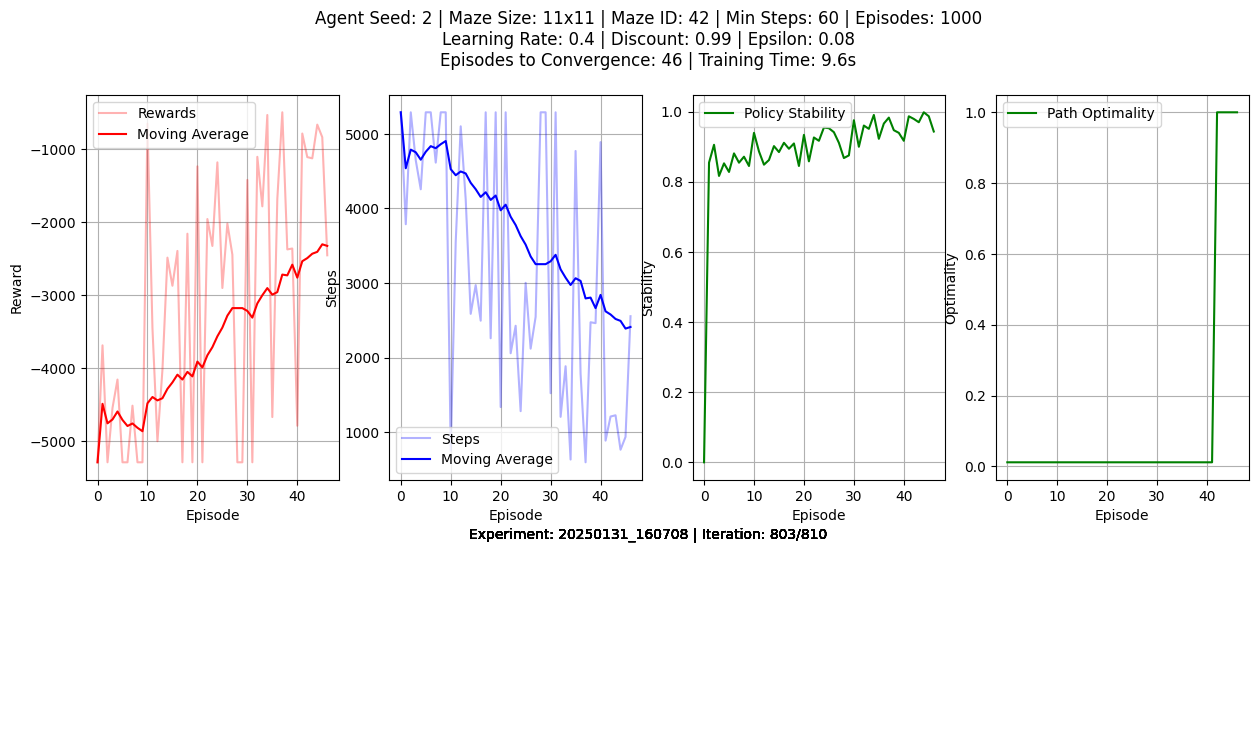 Agent Seed: 2 | Maze Size: 11x11 | Maze ID: 42 | Min Steps: 60 | Episodes: 1000
Learning Rate: 0.4 | Discount: 0.99 | Epsilon: 0.08
Episodes to Convergence: 46 | Training Time: 9.6s
Reward
−1000
−2000
−3000
−4000
−5000
0 10 20 30 40
Episode
Rewards
Moving Average
Steps
5000
4000
3000
2000
1000
0 10 20 30 40
Episode
Steps
Moving Average
Stability
1.0
0.8
0.6
0.4
0.2
0.0
0 10 20 30 40
Episode
Policy Stability
Optimality
1.0
0.8
0.6
0.4
0.2
0.0
0 10 20 30 40
Episode
Path Optimality
Experiment: 20250131_160708 | Iteration: 803/810